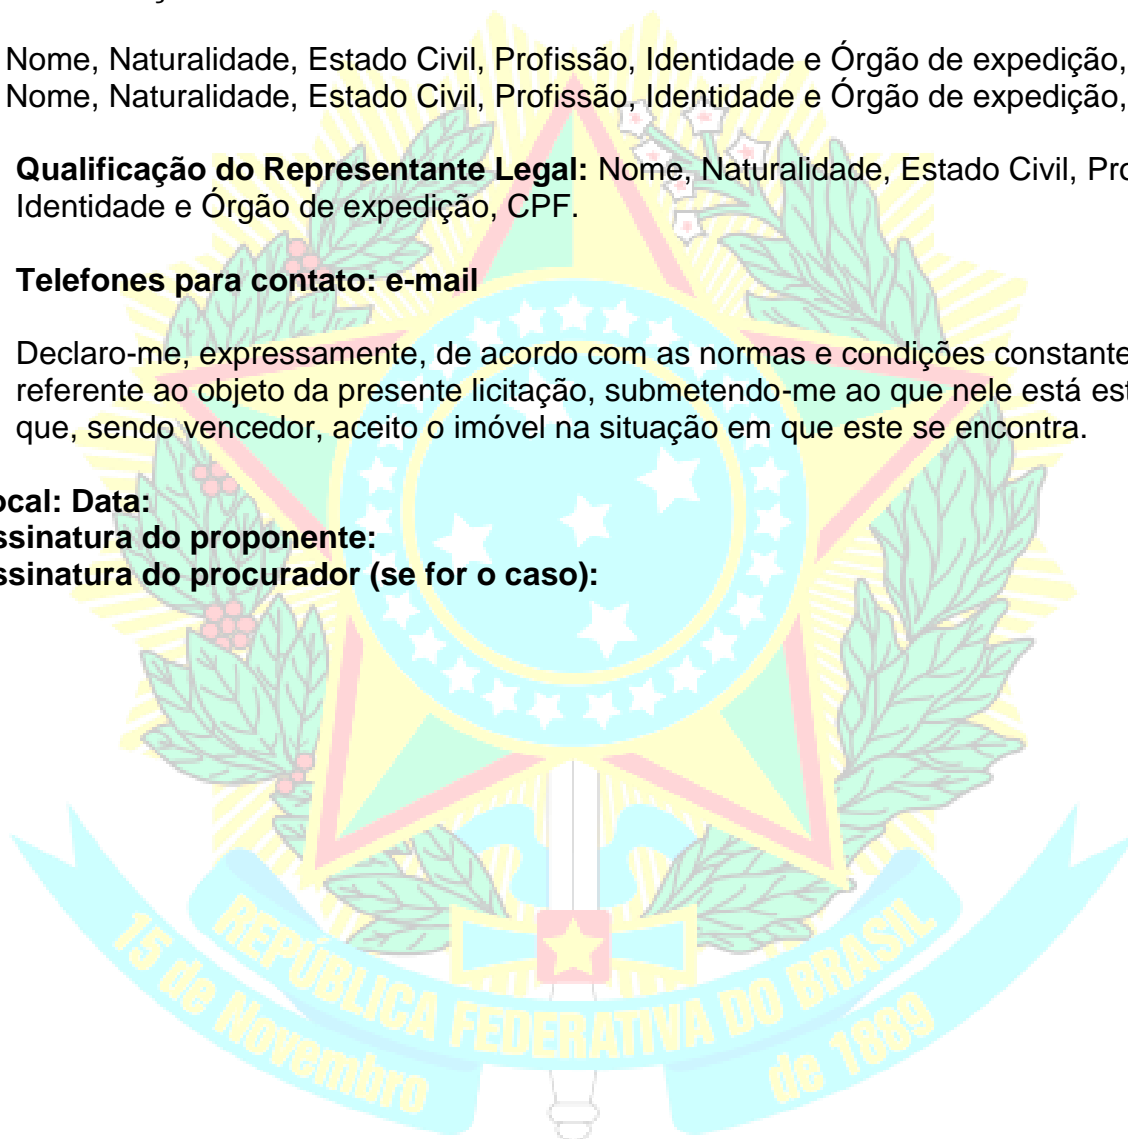 Nome, Naturalidade, Estado Civil, Profissão, Identidade e Órgão de expedição,
Nome, Naturalidade, Estado Civil, Profissão, Identidade e Órgão de expedição,
Qualificação do Representante Legal: Nome, Naturalidade, Estado Civil, Pro
Identidade e Órgão de expedição, CPF.
Telefones para contato: e-mail
Declaro-me, expressamente, de acordo com as normas e condições constante
referente ao objeto da presente licitação, submetendo-me ao que nele está est
que, sendo vencedor, aceito o imóvel na situação em que este se encontra.
ocal: Data:
ssinatura do proponente:
ssinatura do procurador (se for o caso):
REPÚBLICA FEDERATIVA DO BRASIL
15 de Novembro de 1889